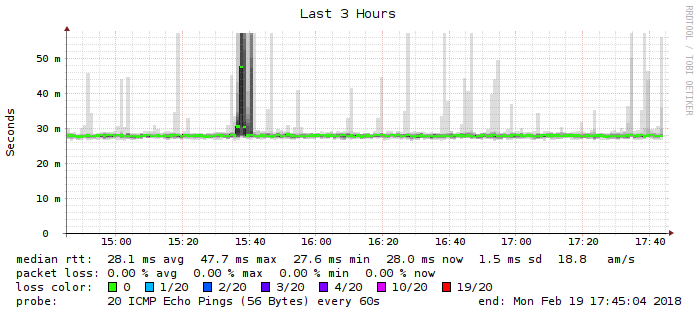 Last 3 Hours
RRDTOOL / TOBI OETIKER
Seconds
50 m
40 m
30 m
20 m
10 m
0
15:00 15:20 15:40 16:00 16:20 16:40 17:00 17:20 17:40
median rtt: 28.1 ms avg 47.7 ms max 27.6 ms min 28.0 ms now 1.5 ms sd 18.8 am/s
packet loss: 0.00 % avg 0.00 % max 0.00 % min 0.00 % now
loss color: 0 1/20 2/20 3/20 4/20 10/20 19/20
probe: 20 ICMP Echo Pings (56 Bytes) every 60s end: Mon Feb 19 17:45:04 2018